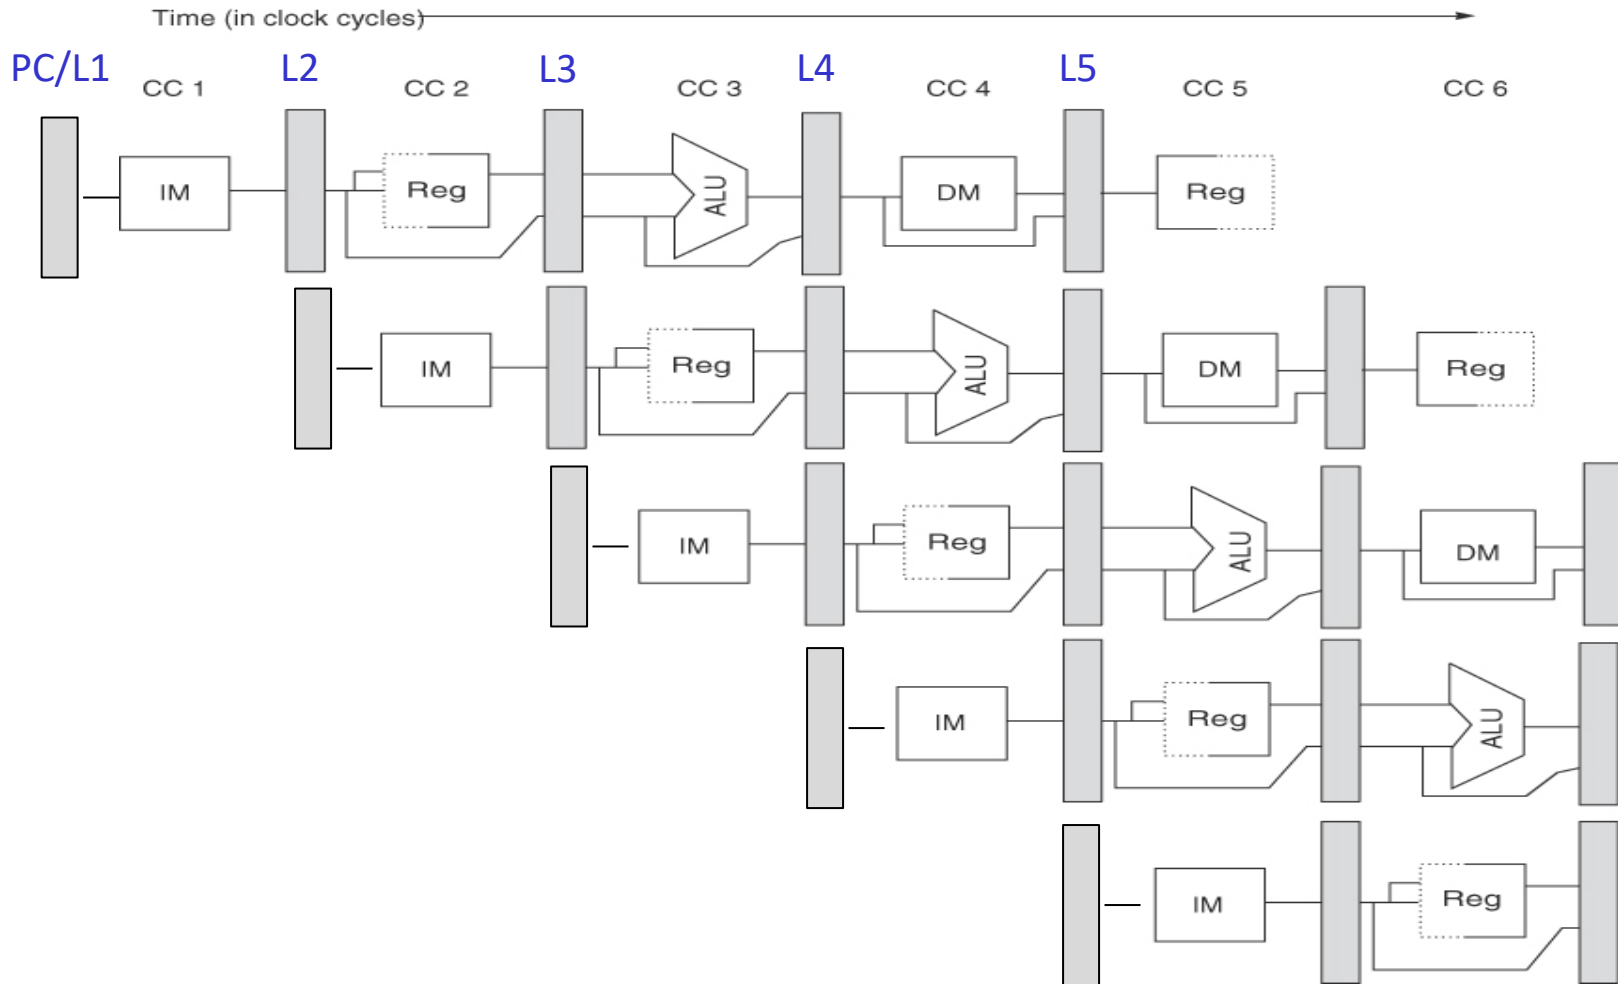 Time (in clock cycles)
PC/L1 L2 L3 L4 L5
CC 1 CC 2 CC 3 CC 4 CC 5 CC 6
IM Reg ALU DM Reg
IM Reg ALU DM Reg
IM Reg ALU DM
IM Reg ALU
IM Reg